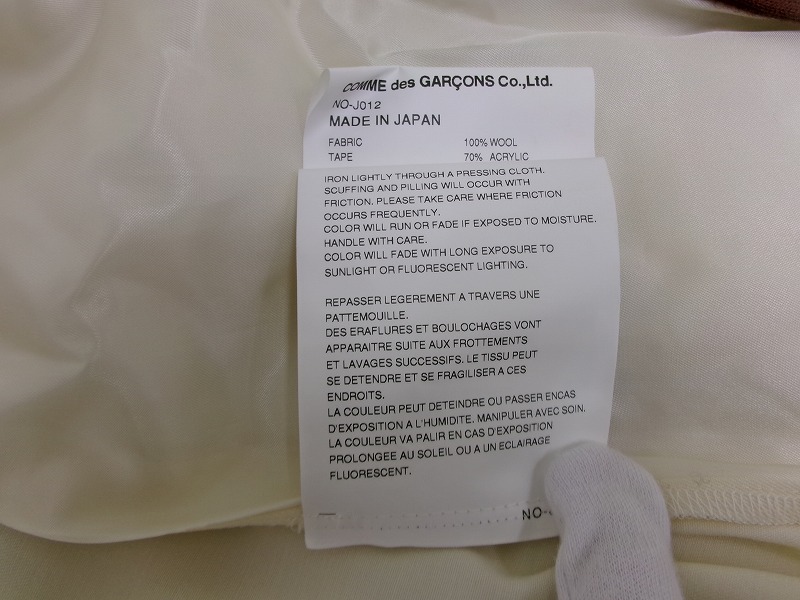 COMME des GARÇONS Co.,Ltd.
NO-J012
MADE IN JAPAN
FABRIC 100% WOOL
TAPE 70% ACRYLIC
IRON LIGHTLY THROUGH A PRESSING CLOTH.
SCUFFING AND PILLING WILL OCCUR WITH
FRICTION. PLEASE TAKE CARE WHERE FRICTION
OCCURS FREQUENTLY.
COLOR WILL RUN OR FADE IF EXPOSED TO MOISTURE.
HANDLE WITH CARE.
COLOR WILL FADE WITH LONG EXPOSURE TO
SUNLIGHT OR FLUORESCENT LIGHTING.
REPASSER LEGEREMENT A TRAVERS UNE
PATTEMOUILLE.
DES ERAFLURES ET BOULOCHAGES VONT
APPARAITRE SUITE AUX FROTTEMENTS
ET LAVAGES SUCCESSIFS. LE TISSU PEUT
SE DETENDRE ET SE FRAGILISER A CES
ENDROITS.
LA COULEUR PEUT DETEINDRE OU PASSER ENCAS
D'EXPOSITION A L'HUMIDITE. MANIPULER AVEC SOIN.
LA COULEUR VA PALIR EN CAS D'EXPOSITION
PROLONGEE AU SOLEIL OU A UN ECLAIRAGE
FLUORESCENT.
NO-